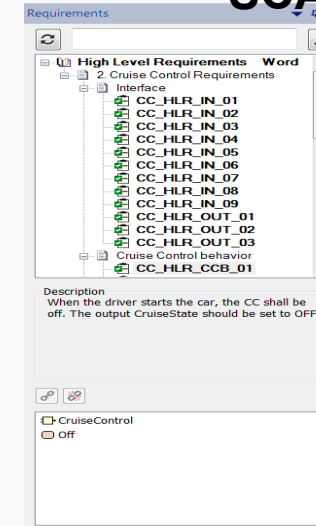 Requirements
High Level Requirements Word
2. Cruise Control Requirements
Interface
CC_HLR_IN_01
CC_HLR_IN_02
CC_HLR_IN_03
CC_HLR_IN_04
CC_HLR_IN_05
CC_HLR_IN_06
CC_HLR_IN_07
CC_HLR_IN_08
CC_HLR_IN_09
CC_HLR_OUT_01
CC_HLR_OUT_02
CC_HLR_OUT_03
Cruise Control behavior
CC_HLR_CCB_01
Description
When the driver starts the car, the CC shall be
off. The output CruiseState should be set to OFF
CruiseControl
Off